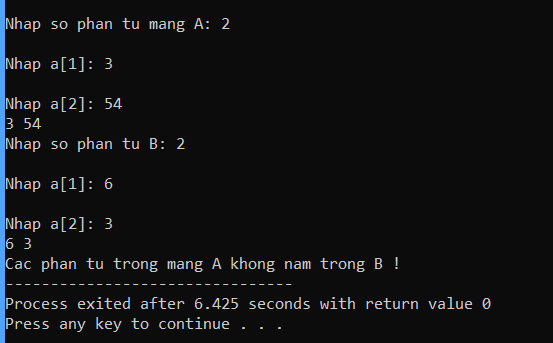 Nhap so phan tu mang A: 2
Nhap a[1]: 3
Nhap a[2]: 54
3 54
Nhap so phan tu B: 2
Nhap a[1]: 6
Nhap a[2]: 3
6 3
Cac phan tu trong mang A khong nam trong B !
--------------------------------
Process exited after 6.425 seconds with return value 0
Press any key to continue . . .